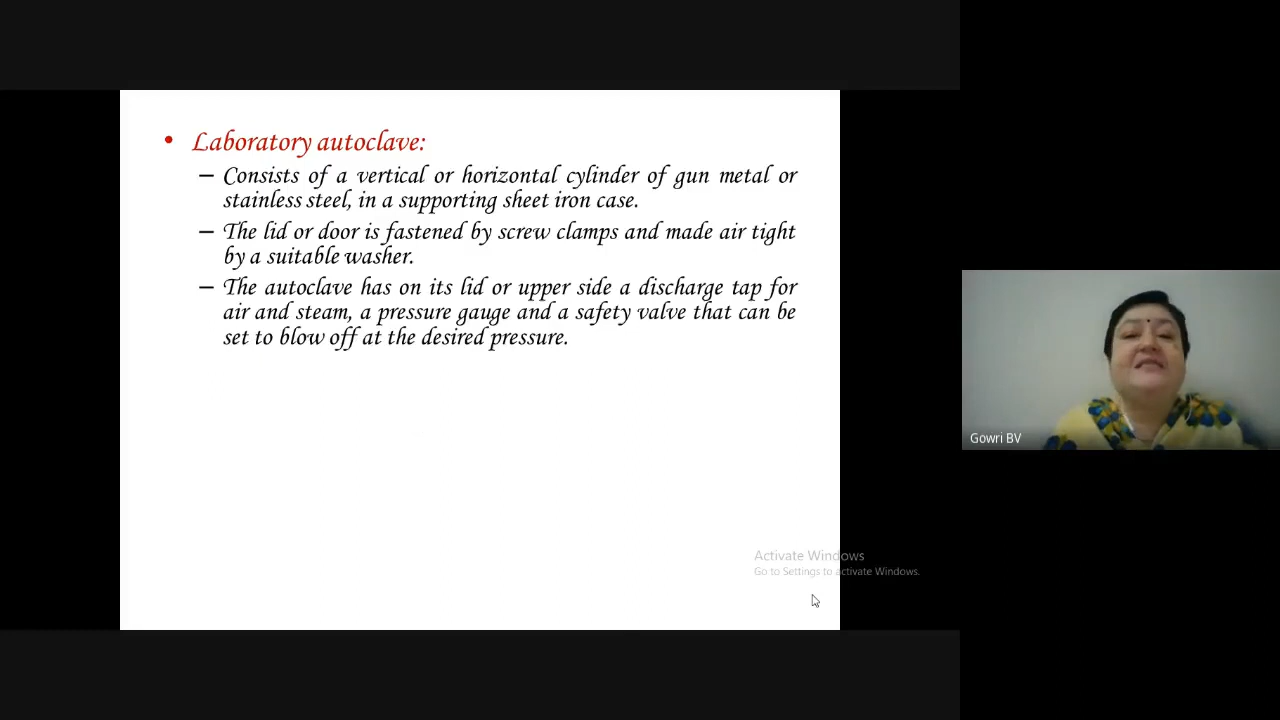 • Laboratory autoclave:
– Consists of a vertical or horizontal cylinder of gun metal or
stainless steel, in a supporting sheet iron case.
– The lid or door is fastened by screw clamps and made air tight
by a suitable washer.
– The autoclave has on its lid or upper side a discharge tap for
air and steam, a pressure gauge and a safety valve that can be
set to blow off at the desired pressure.
Gowri BV
Activate Windows
Go to Settings to activate Windows.